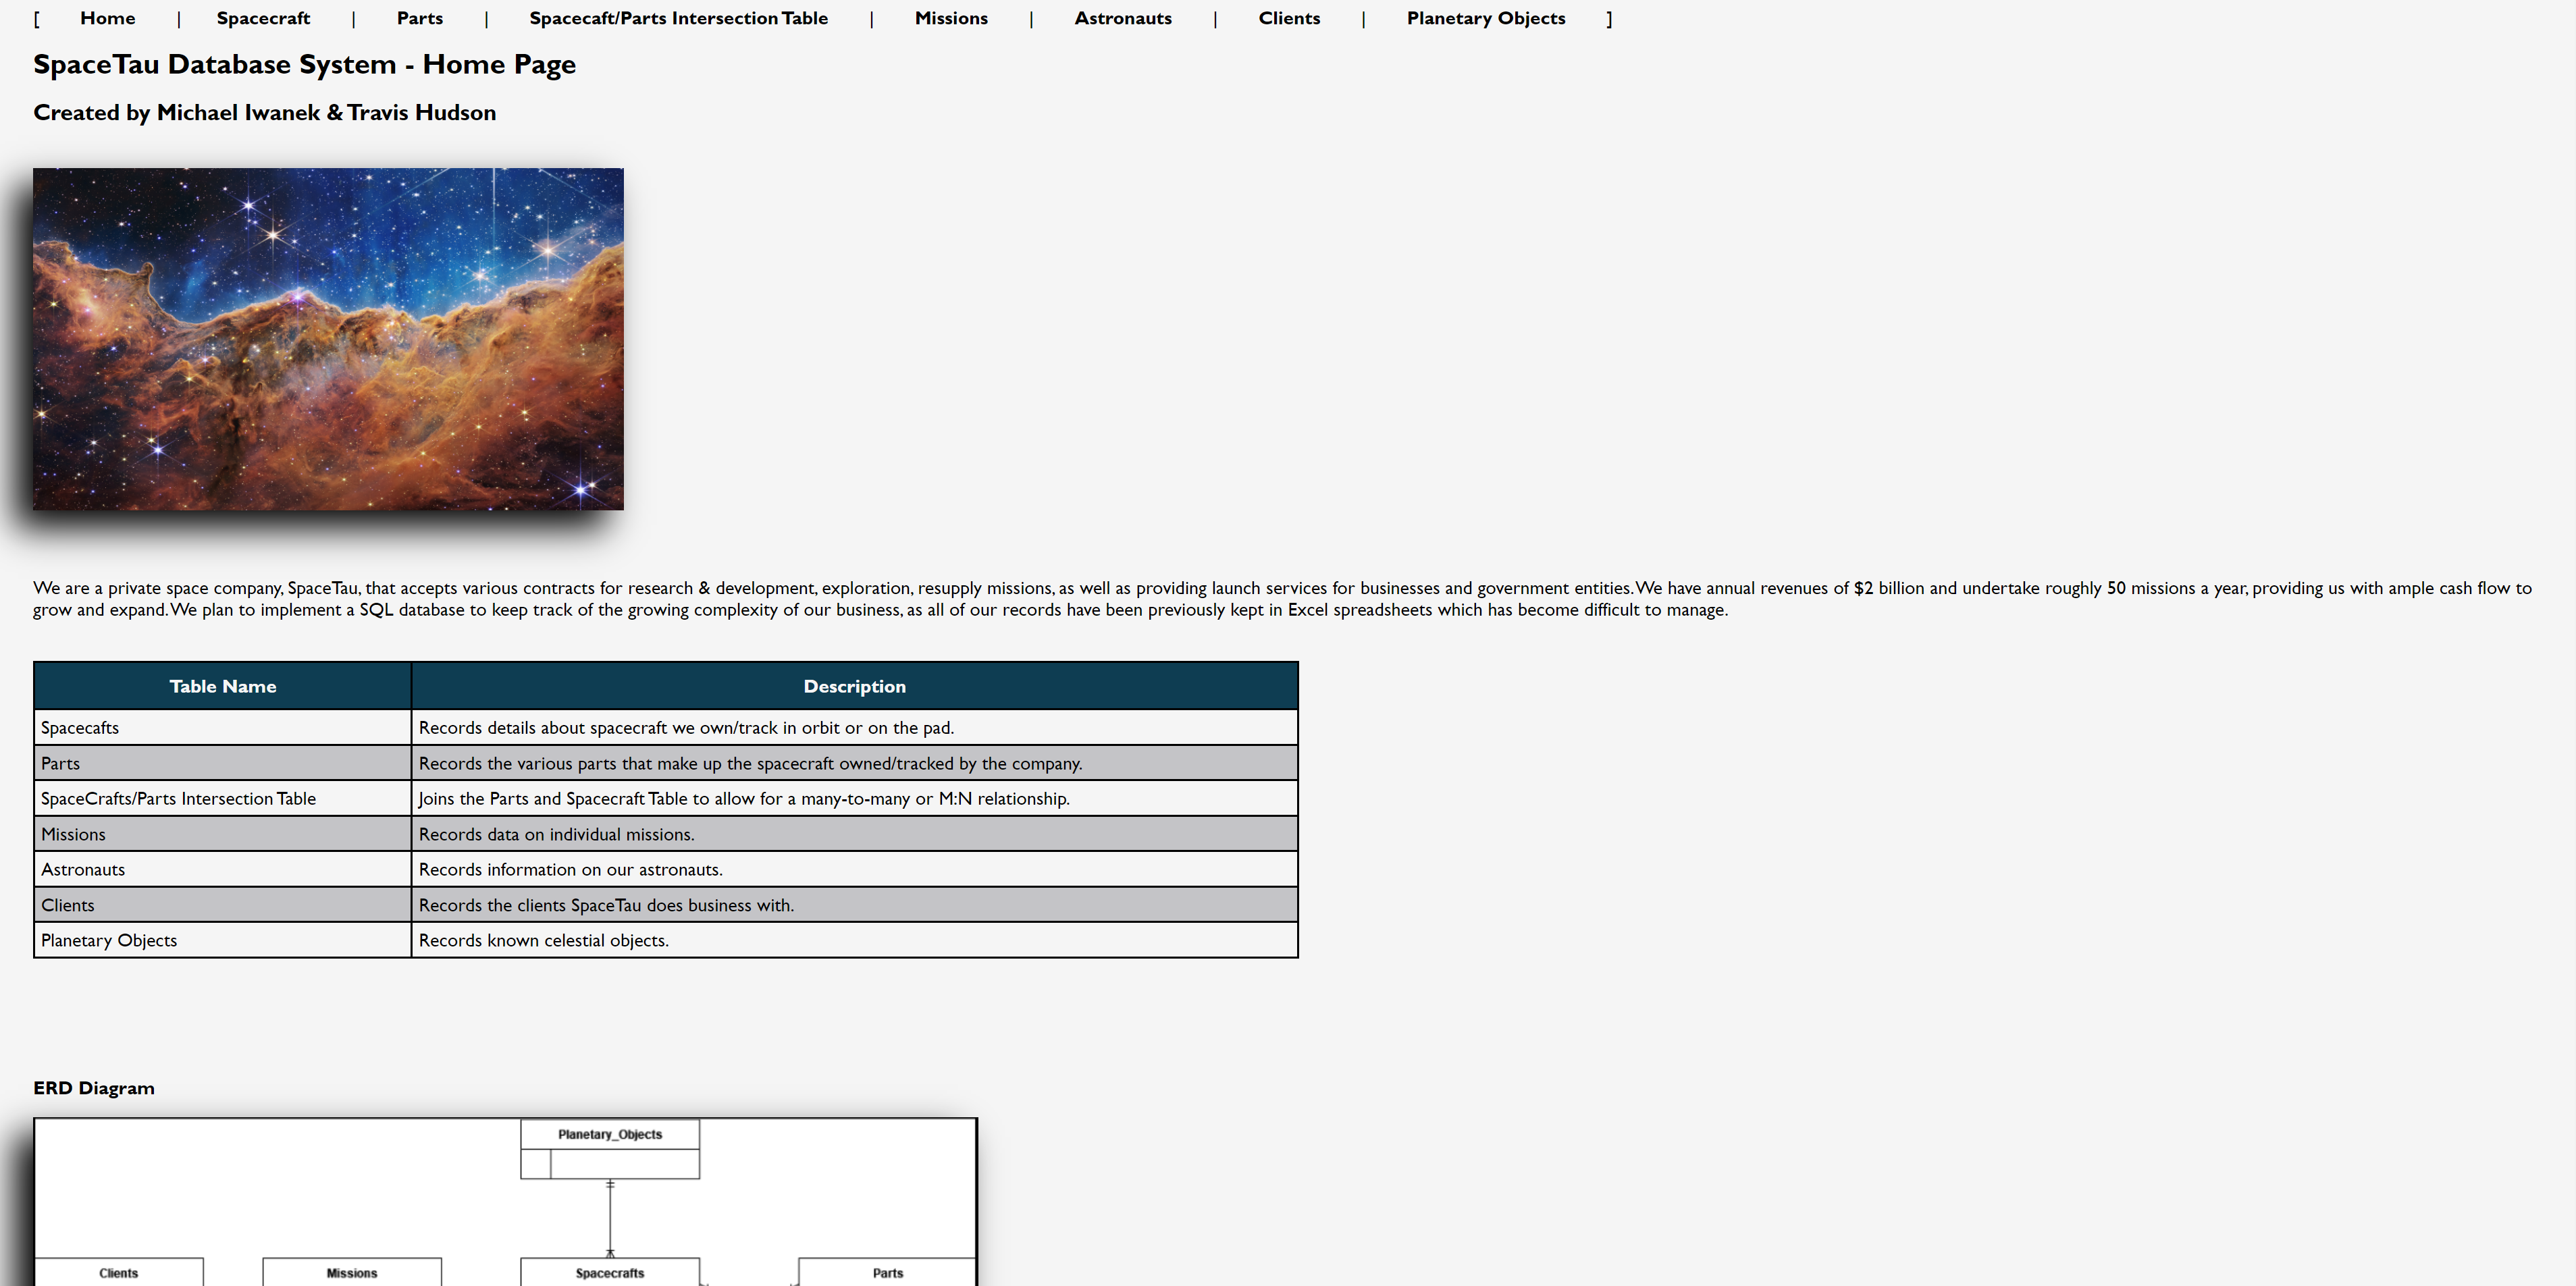 [ Home | Spacecraft | Parts | Spacecaft/Parts Intersection Table | Missions | Astronauts | Clients | Planetary Objects ]
SpaceTau Database System - Home Page
Created by Michael Iwanek & Travis Hudson
We are a private space company, SpaceTau, that accepts various contracts for research & development, exploration, resupply missions, as well as providing launch services for businesses and government entities. We have annual revenues of $2 billion and undertake roughly 50 missions a year, providing us with ample cash flow to
grow and expand. We plan to implement a SQL database to keep track of the growing complexity of our business, as all of our records have been previously kept in Excel spreadsheets which has become difficult to manage.
Table Name Description
Spacecafts Records details about spacecraft we own/track in orbit or on the pad.
Parts Records the various parts that make up the spacecraft owned/tracked by the company.
SpaceCrafts/Parts Intersection Table Joins the Parts and Spacecraft Table to allow for a many-to-many or M:N relationship.
Missions Records data on individual missions.
Astronauts Records information on our astronauts.
Clients Records the clients SpaceTau does business with.
Planetary Objects Records known celestial objects.
ERD Diagram
Planetary_Objects
Clients Missions Spacecrafts Parts